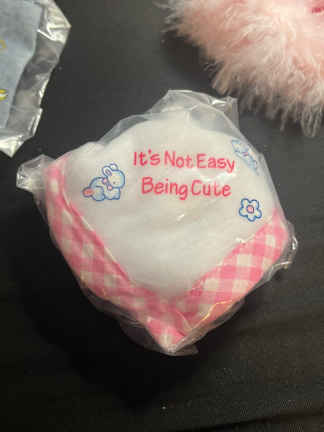 It's Not Easy
Being Cute